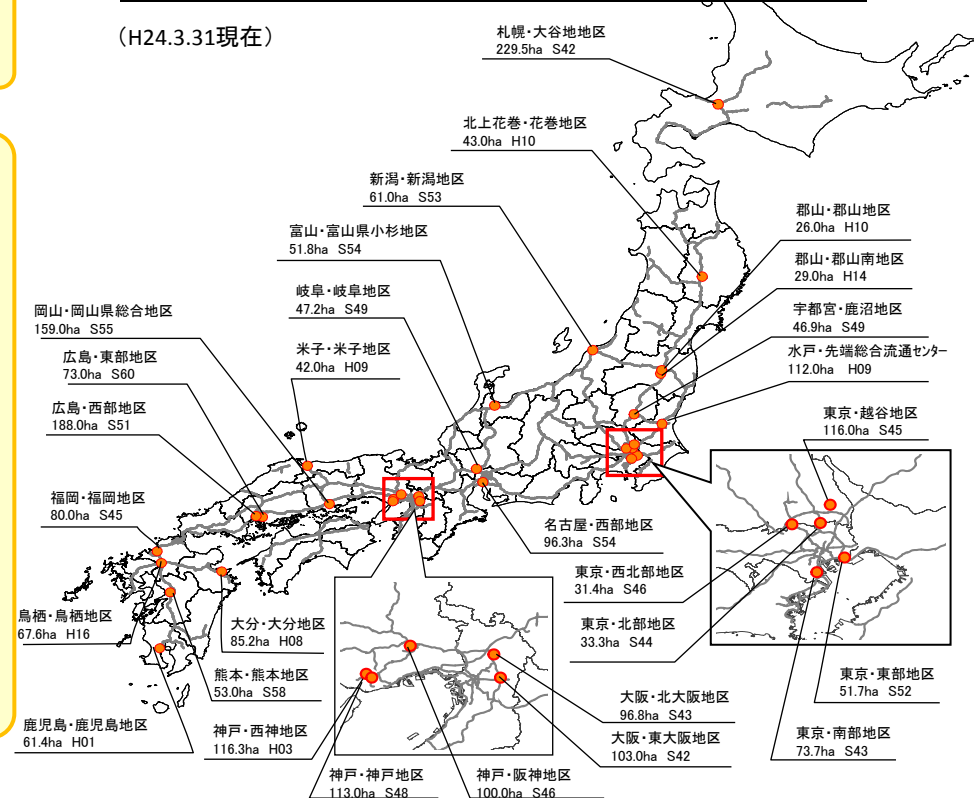 （H24.3.31現在）
札幌・大谷地地区
229.5ha S42
北上花巻・花巻地区
43.0ha H10
新潟・新潟地区
61.0ha S53
富山・富山県小杉地区
51.8ha S54
岐阜・岐阜地区
47.2ha S49
米子・米子地区
42.0ha H09
岡山・岡山県総合地区
159.0ha S55
広島・東部地区
73.0ha S60
広島・西部地区
188.0ha S51
福岡・福岡地区
80.0ha S45
鳥栖・鳥栖地区
67.6ha H16
鹿児島・鹿児島地区
61.4ha H01
大分・大分地区
85.2ha H08
熊本・熊本地区
53.0ha S58
神戸・西神地区
116.3ha H03
神戸・神戸地区
113.0ha S48
神戸・阪神地区
100.0ha S46
大阪・北大阪地区
96.8ha S43
大阪・東大阪地区
103.0ha S42
名古屋・西部地区
96.3ha S54
郡山・郡山地区
26.0ha H10
郡山・郡山南地区
29.0ha H14
宇都宮・鹿沼地区
46.9ha S49
水戸・先端総合流通センター
112.0ha H09
東京・越谷地区
116.0ha S45
東京・西北部地区
31.4ha S46
東京・北部地区
33.3ha S44
東京・東部地区
51.7ha S52
東京・南部地区
73.7ha S43